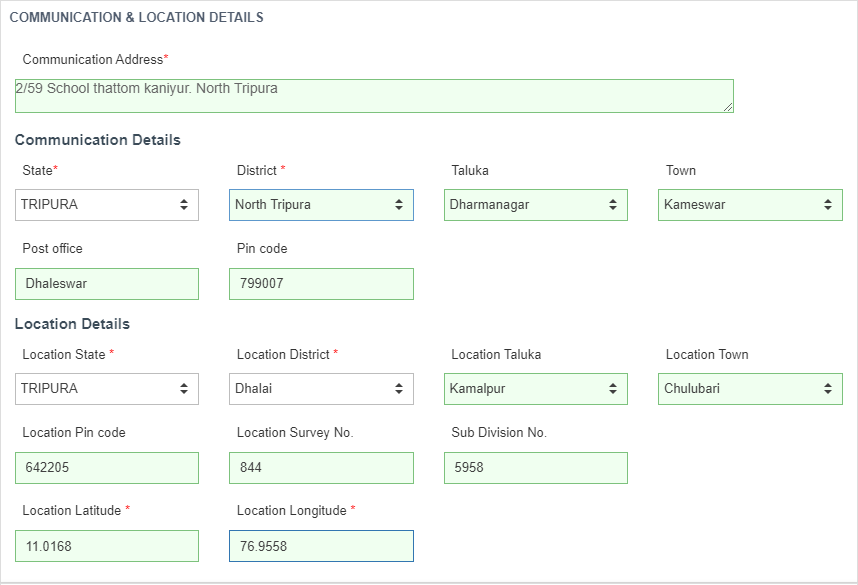 COMMUNICATION & LOCATION DETAILS
Communication Address*
2/59 School thattom kaniyur. North Tripura
Communication Details
State* District * Taluka Town
TRIPURA North Tripura Dharmanagar Kameswar
Post office Pin code
Dhaleswar 799007
Location Details
Location State * Location District * Location Taluka Location Town
TRIPURA Dhalai Kamalpur Chulubari
Location Pin code Location Survey No. Sub Division No.
642205 844 5958
Location Latitude * Location Longitude *
11.0168 76.9558